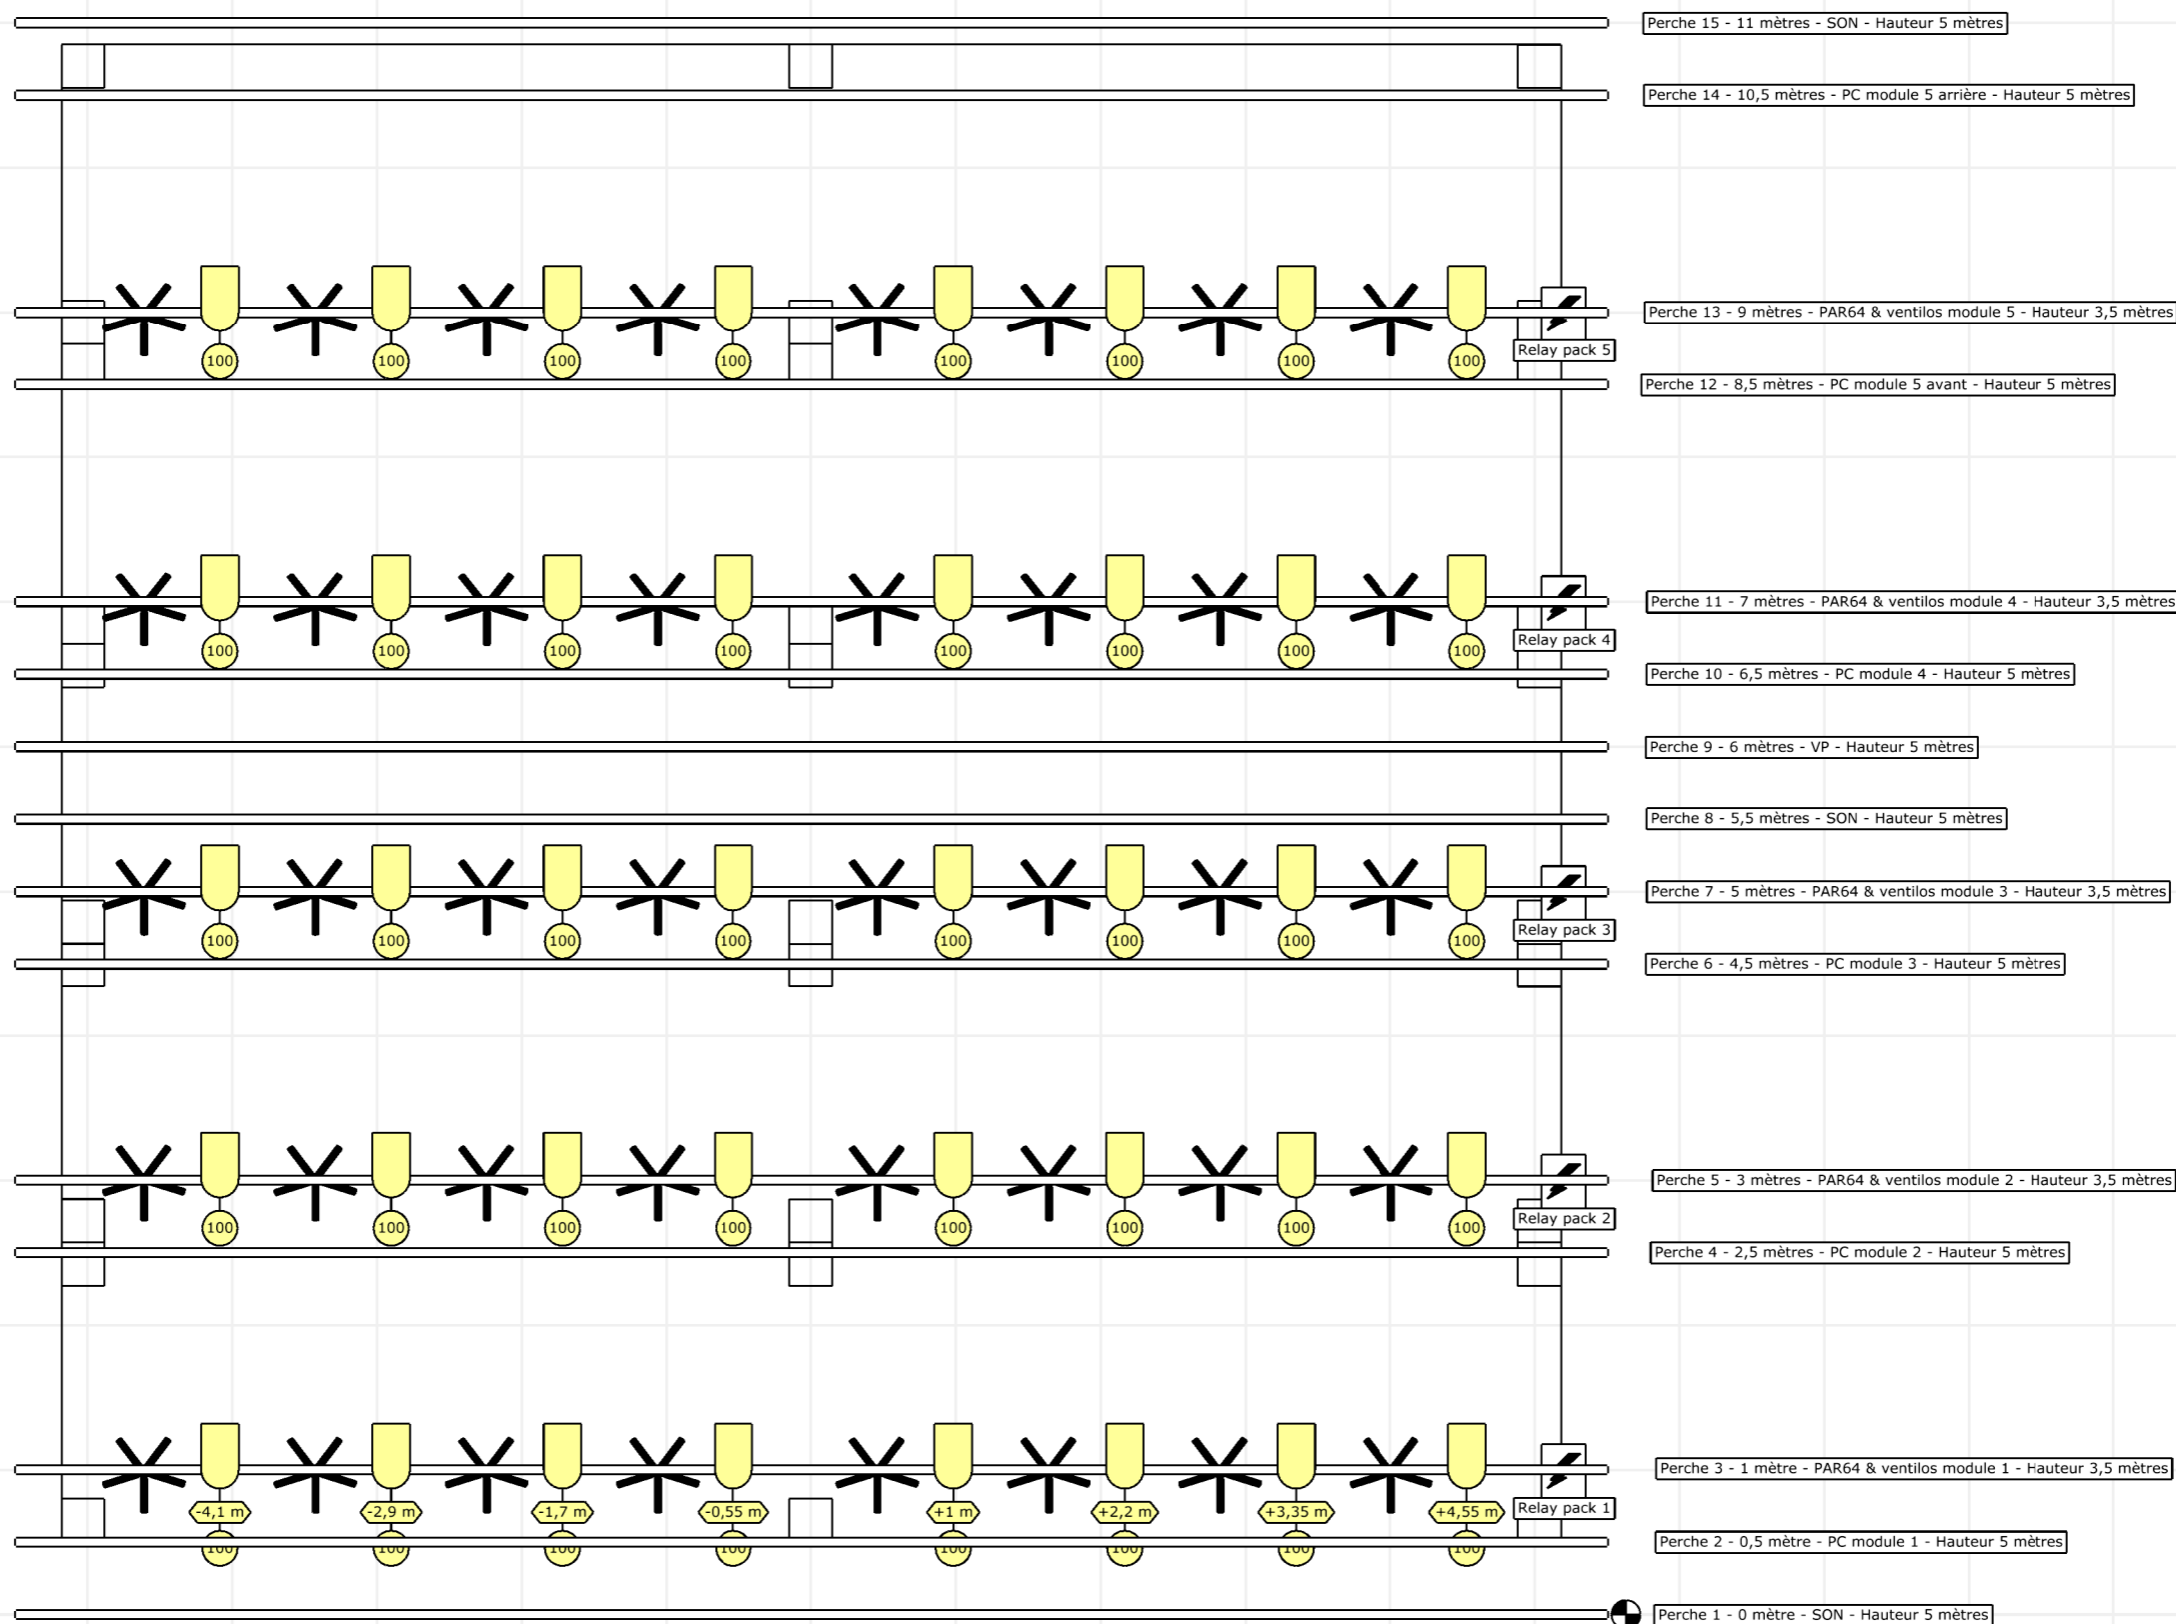 Perche 15 - 11 mètres - SON - Hauteur 5 mètres
Perche 14 - 10,5 mètres - PC module 5 arrière - Hauteur 5 mètres
Perche 13 - 9 mètres - PAR64 & ventilos module 5 - Hauteur 3,5 mètres
Relay pack 5
100 100 100 100 100 100 100 100
Perche 12 - 8,5 mètres - PC module 5 avant - Hauteur 5 mètres
Perche 11 - 7 mètres - PAR64 & ventilos module 4 - Hauteur 3,5 mètres
Relay pack 4
100 100 100 100 100 100 100 100
Perche 10 - 6,5 mètres - PC module 4 - Hauteur 5 mètres
Perche 9 - 6 mètres - VP - Hauteur 5 mètres
Perche 8 - 5,5 mètres - SON - Hauteur 5 mètres
Perche 7 - 5 mètres - PAR64 & ventilos module 3 - Hauteur 3,5 mètres
Relay pack 3
100 100 100 100 100 100 100 100
Perche 6 - 4,5 mètres - PC module 3 - Hauteur 5 mètres
Perche 5 - 3 mètres - PAR64 & ventilos module 2 - Hauteur 3,5 mètres
Relay pack 2
100 100 100 100 100 100 100 100
Perche 4 - 2,5 mètres - PC module 2 - Hauteur 5 mètres
Perche 3 - 1 mètre - PAR64 & ventilos module 1 - Hauteur 3,5 mètres
Relay pack 1
-4,1 m -2,9 m -1,7 m -0,55 m +1 m +2,2 m +3,35 m +4,55 m
Perche 2 - 0,5 mètre - PC module 1 - Hauteur 5 mètres
100 100 100 100 100 100 100 100
Perche 1 - 0 mètre - SON - Hauteur 5 mètres